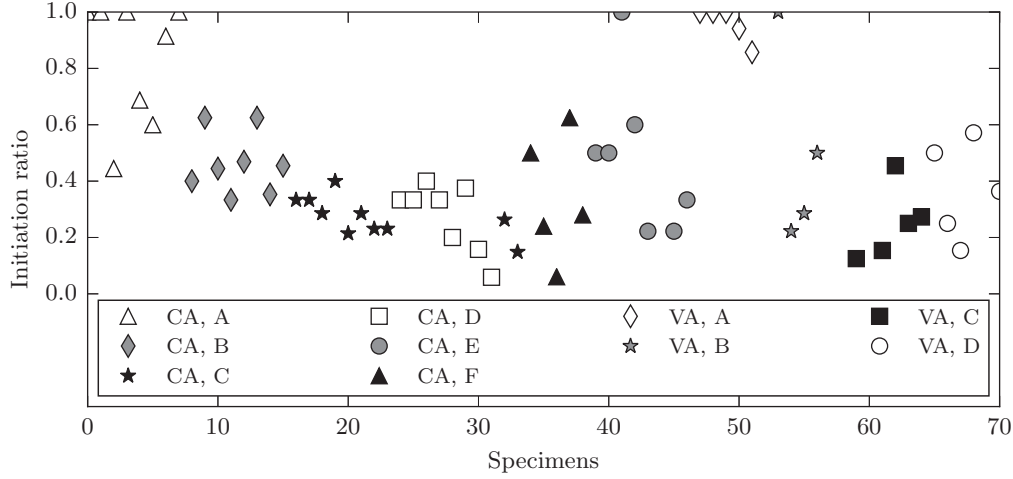 Initiation ratio
1.0
0.8
0.6
0.4
0.2
0.0
CA, A
CA, D
VA, A
VA, C
CA, B
CA, E
VA, B
VA, D
CA, C
CA, F
0
10
20
30
40
50
60
70
Specimens